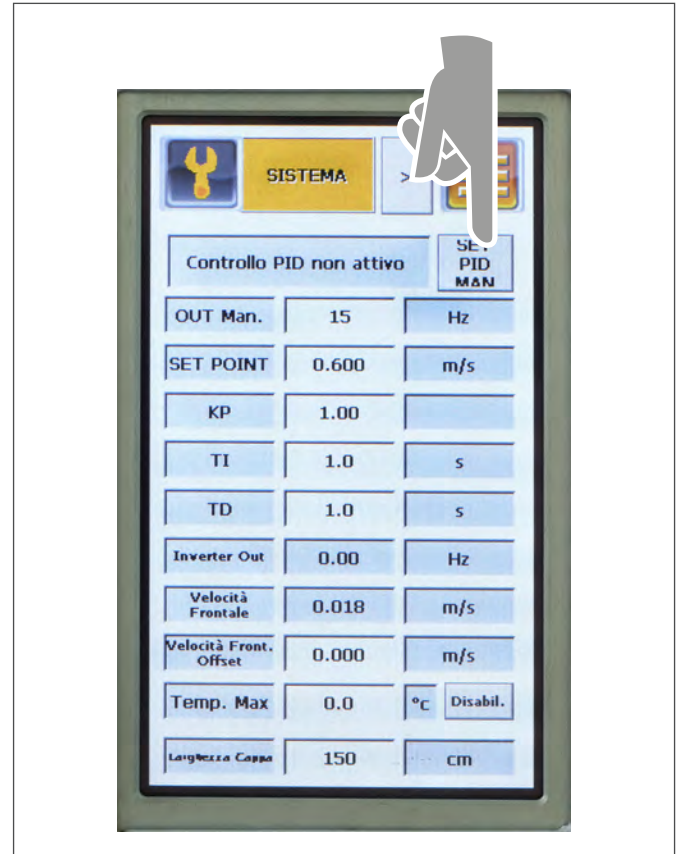 SISTEMA >
Controllo PID non attivo
SET
PID
MAN
OUT Man. 15 Hz
SET POINT 0.600 m/s
KP 1.00
TI 1.0 s
TD 1.0 s
Inverter Out 0.00 Hz
Velocità
Frontale 0.018 m/s
Velocità Front.
Offset 0.000 m/s
Temp. Max 0.0 °C Disabil.
Larghezza Cappa 150 cm